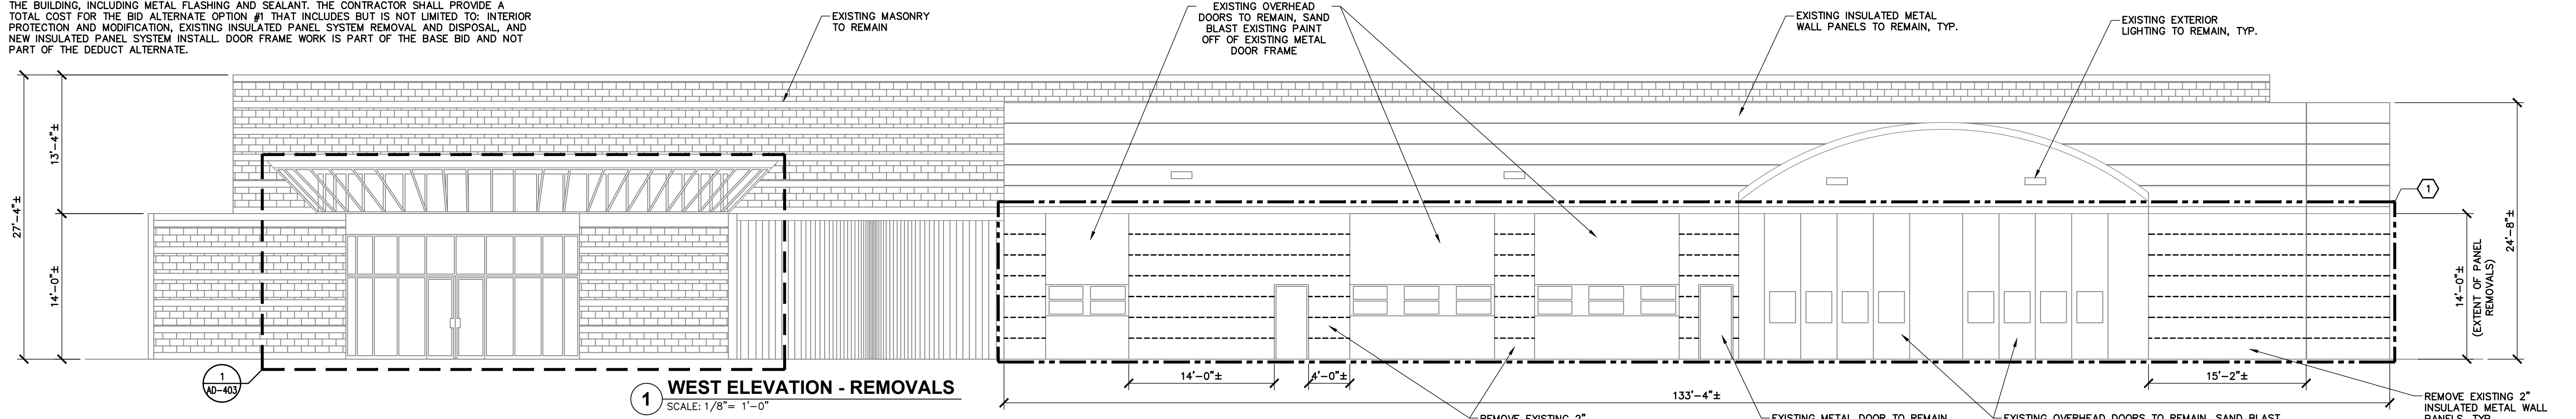 THE BUILDING, INCLUDING METAL FLASHING AND SEALANT. THE CONTRACTOR SHALL PROVIDE A
TOTAL COST FOR THE BID ALTERNATE OPTION #1 THAT INCLUDES BUT IS NOT LIMITED TO: INTERIOR
PROTECTION AND MODIFICATION, EXISTING INSULATED PANEL SYSTEM REMOVAL AND DISPOSAL, AND
NEW INSULATED PANEL SYSTEM INSTALL. DOOR FRAME WORK IS PART OF THE BASE BID AND NOT
PART OF THE DEDUCT ALTERNATE.
EXISTING MASONRY
TO REMAIN
EXISTING OVERHEAD
DOORS TO REMAIN, SAND
BLAST EXISTING PAINT
OFF OF EXISTING METAL
DOOR FRAME
EXISTING INSULATED METAL
WALL PANELS TO REMAIN, TYP.
EXISTING EXTERIOR
LIGHTING TO REMAIN, TYP.
27'-4"±
13'-4"±
14'-0"±
1
24'-8"±
14'-0"±
(EXTENT OF PANEL
REMOVALS)
1
AD-403
1
WEST ELEVATION - REMOVALS
SCALE: 1/8"= 1'-0"
14'-0"±
4'-0"±
15'-2"±
133'-4"±
REMOVE EXISTING 2"
EXISTING METAL DOOR TO REMAIN
EXISTING OVERHEAD DOORS TO REMAIN, SAND BLAST
REMOVE EXISTING 2"
INSULATED METAL WALL
PANELS, TYP.